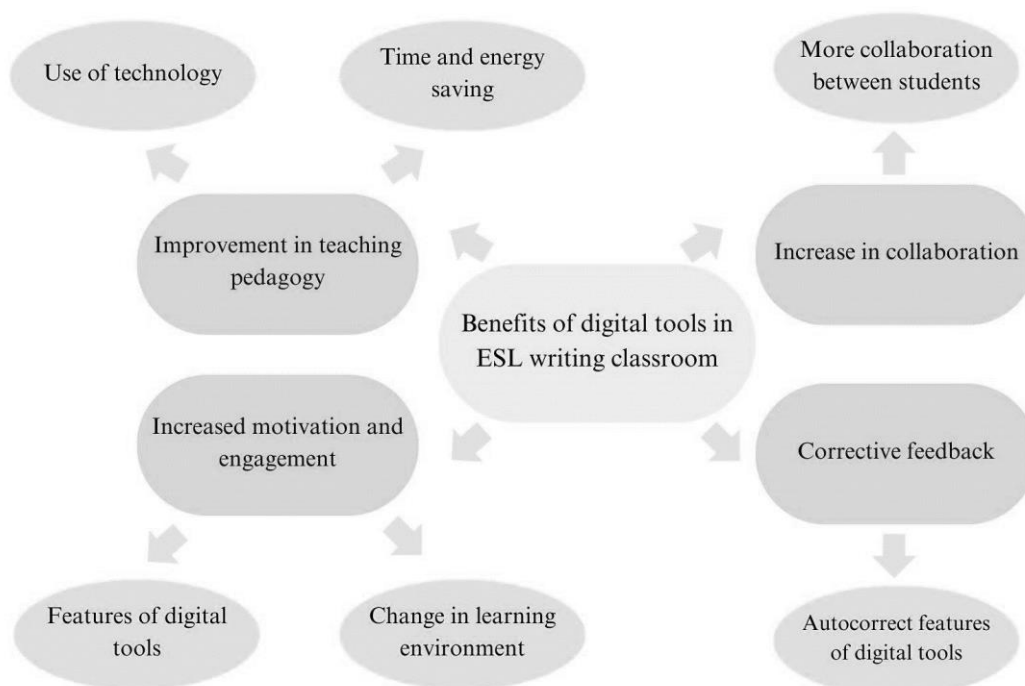 Use of technology
Time and energy
saving
More collaboration
between students
Improvement in teaching
pedagogy
Increase in collaboration
Benefits of digital tools in
ESL writing classroom
Increased motivation and
engagement
Corrective feedback
Features of digital
tools
Change in learning
environment
Autocorrect features
of digital tools